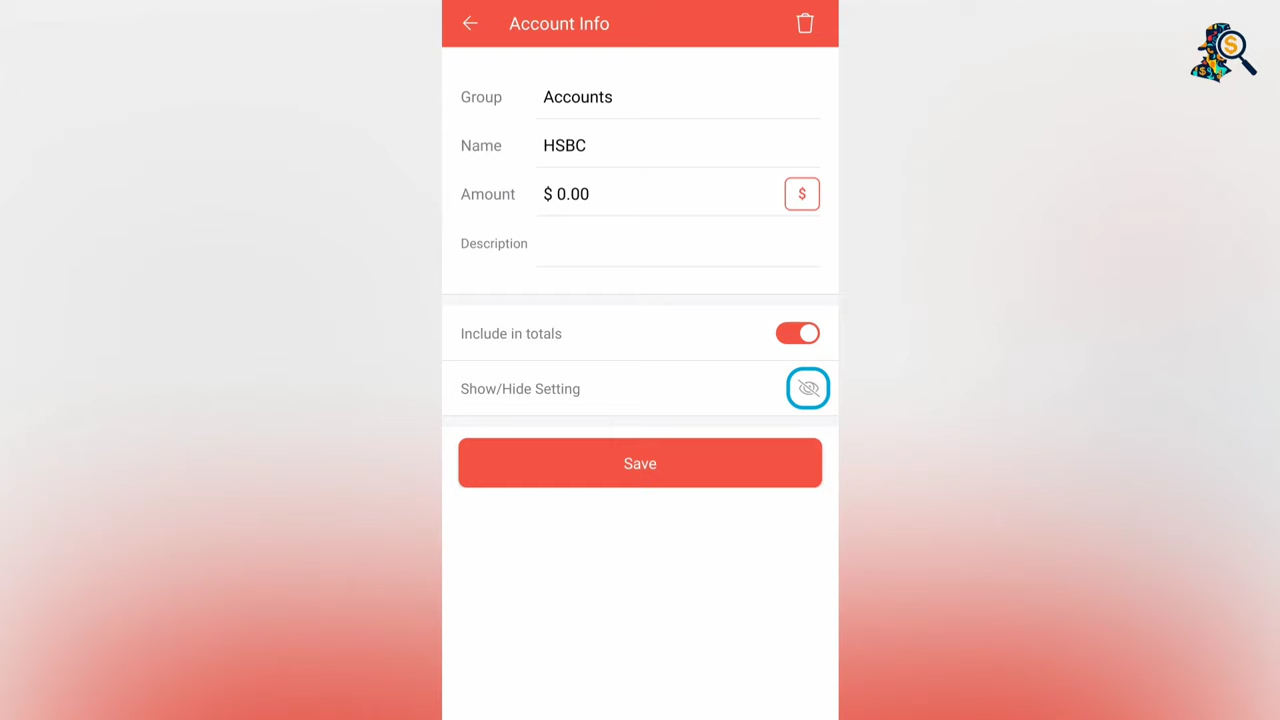 Account Info
Group Accounts
Name HSBC
Amount $ 0.00 $
Description
Include in totals
Show/Hide Setting
Save